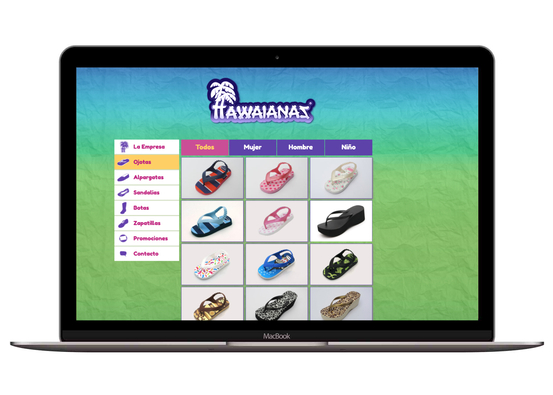 HAWAIANAS®
La Empresa
Ojotas
Alpargatas
Sandalias
Botas
Zapatillas
Promociones
Contacto
Todos Mujer Hombre Niño
MacBook